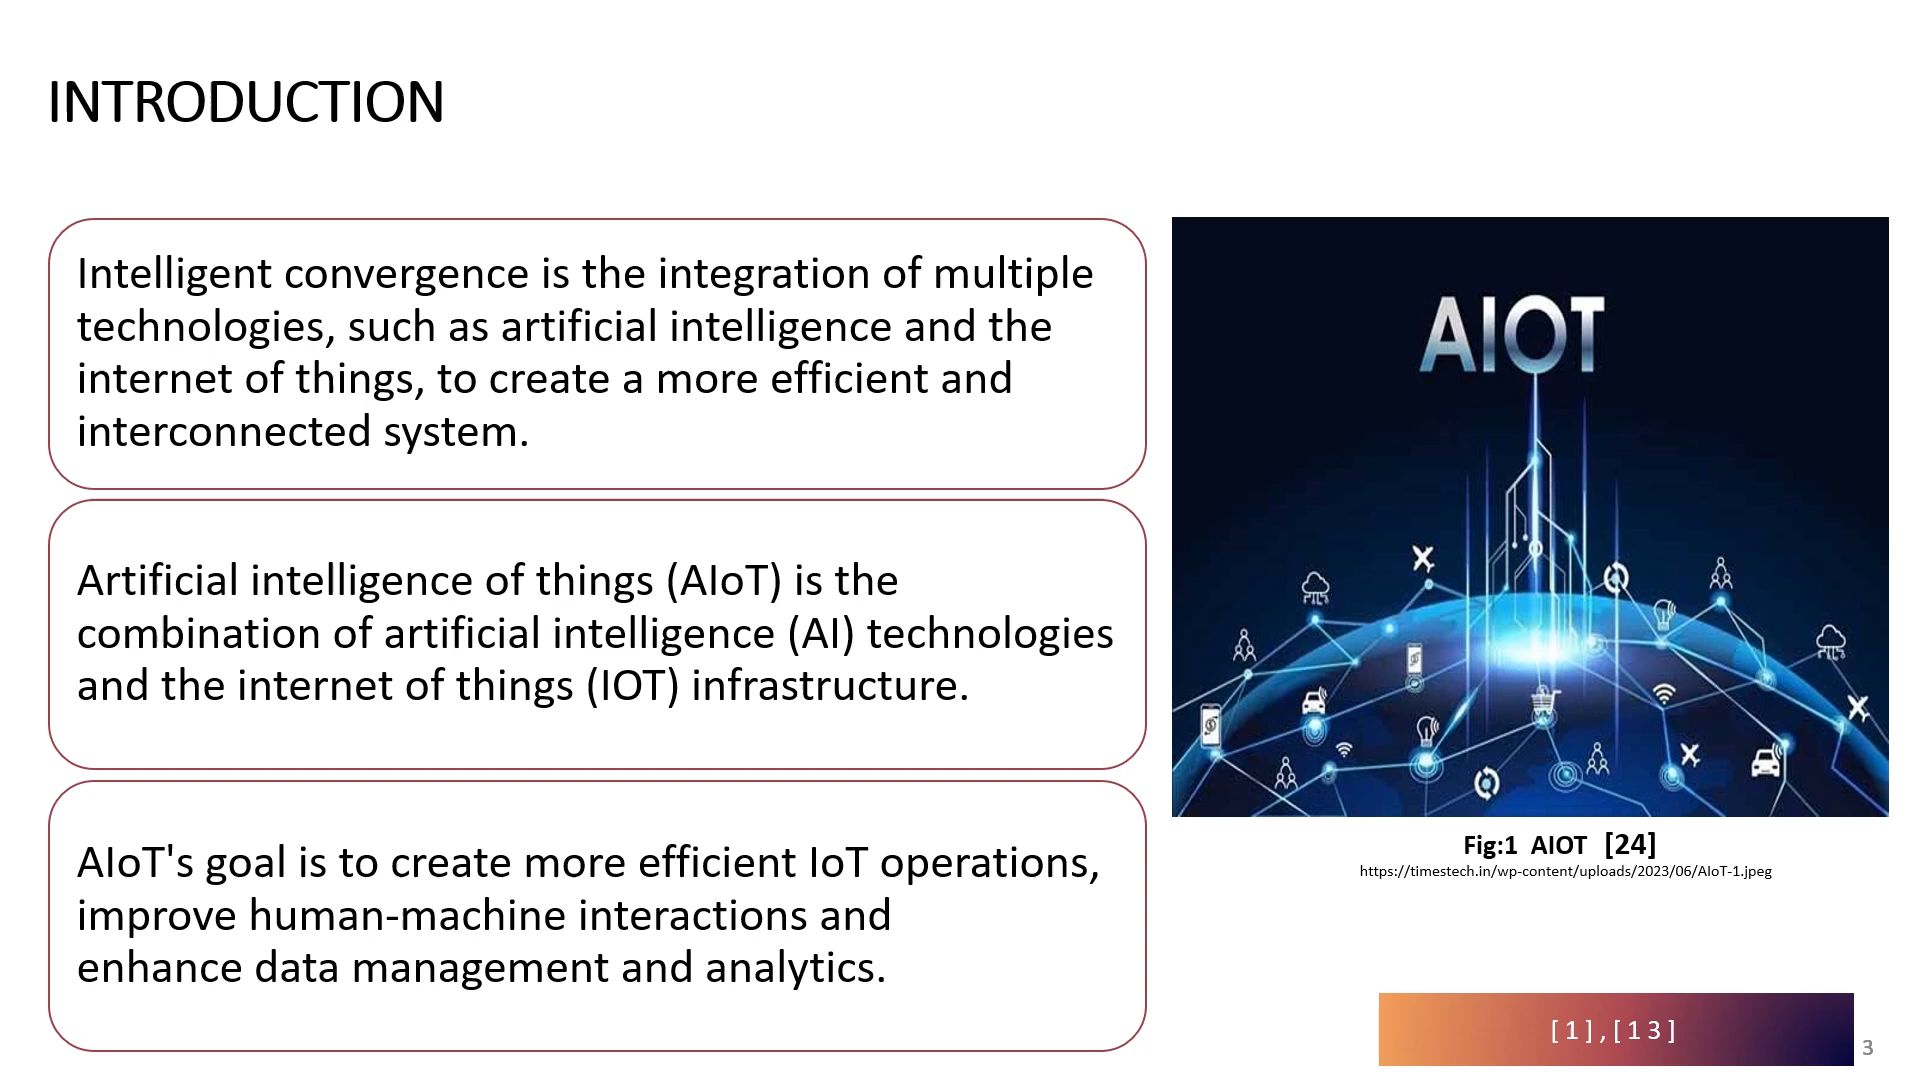 INTRODUCTION
Intelligent convergence is the integration of multiple
technologies, such as artificial intelligence and the
internet of things, to create a more efficient and
interconnected system.
Artificial intelligence of things (AIoT) is the
combination of artificial intelligence (AI) technologies
and the internet of things (IOT) infrastructure.
AIoT's goal is to create more efficient IoT operations,
improve human-machine interactions and
enhance data management and analytics.
AIOT
Fig:1 AIOT [24]
https://timestech.in/wp-content/uploads/2023/06/AIoT-1.jpeg
[1],[13]
3